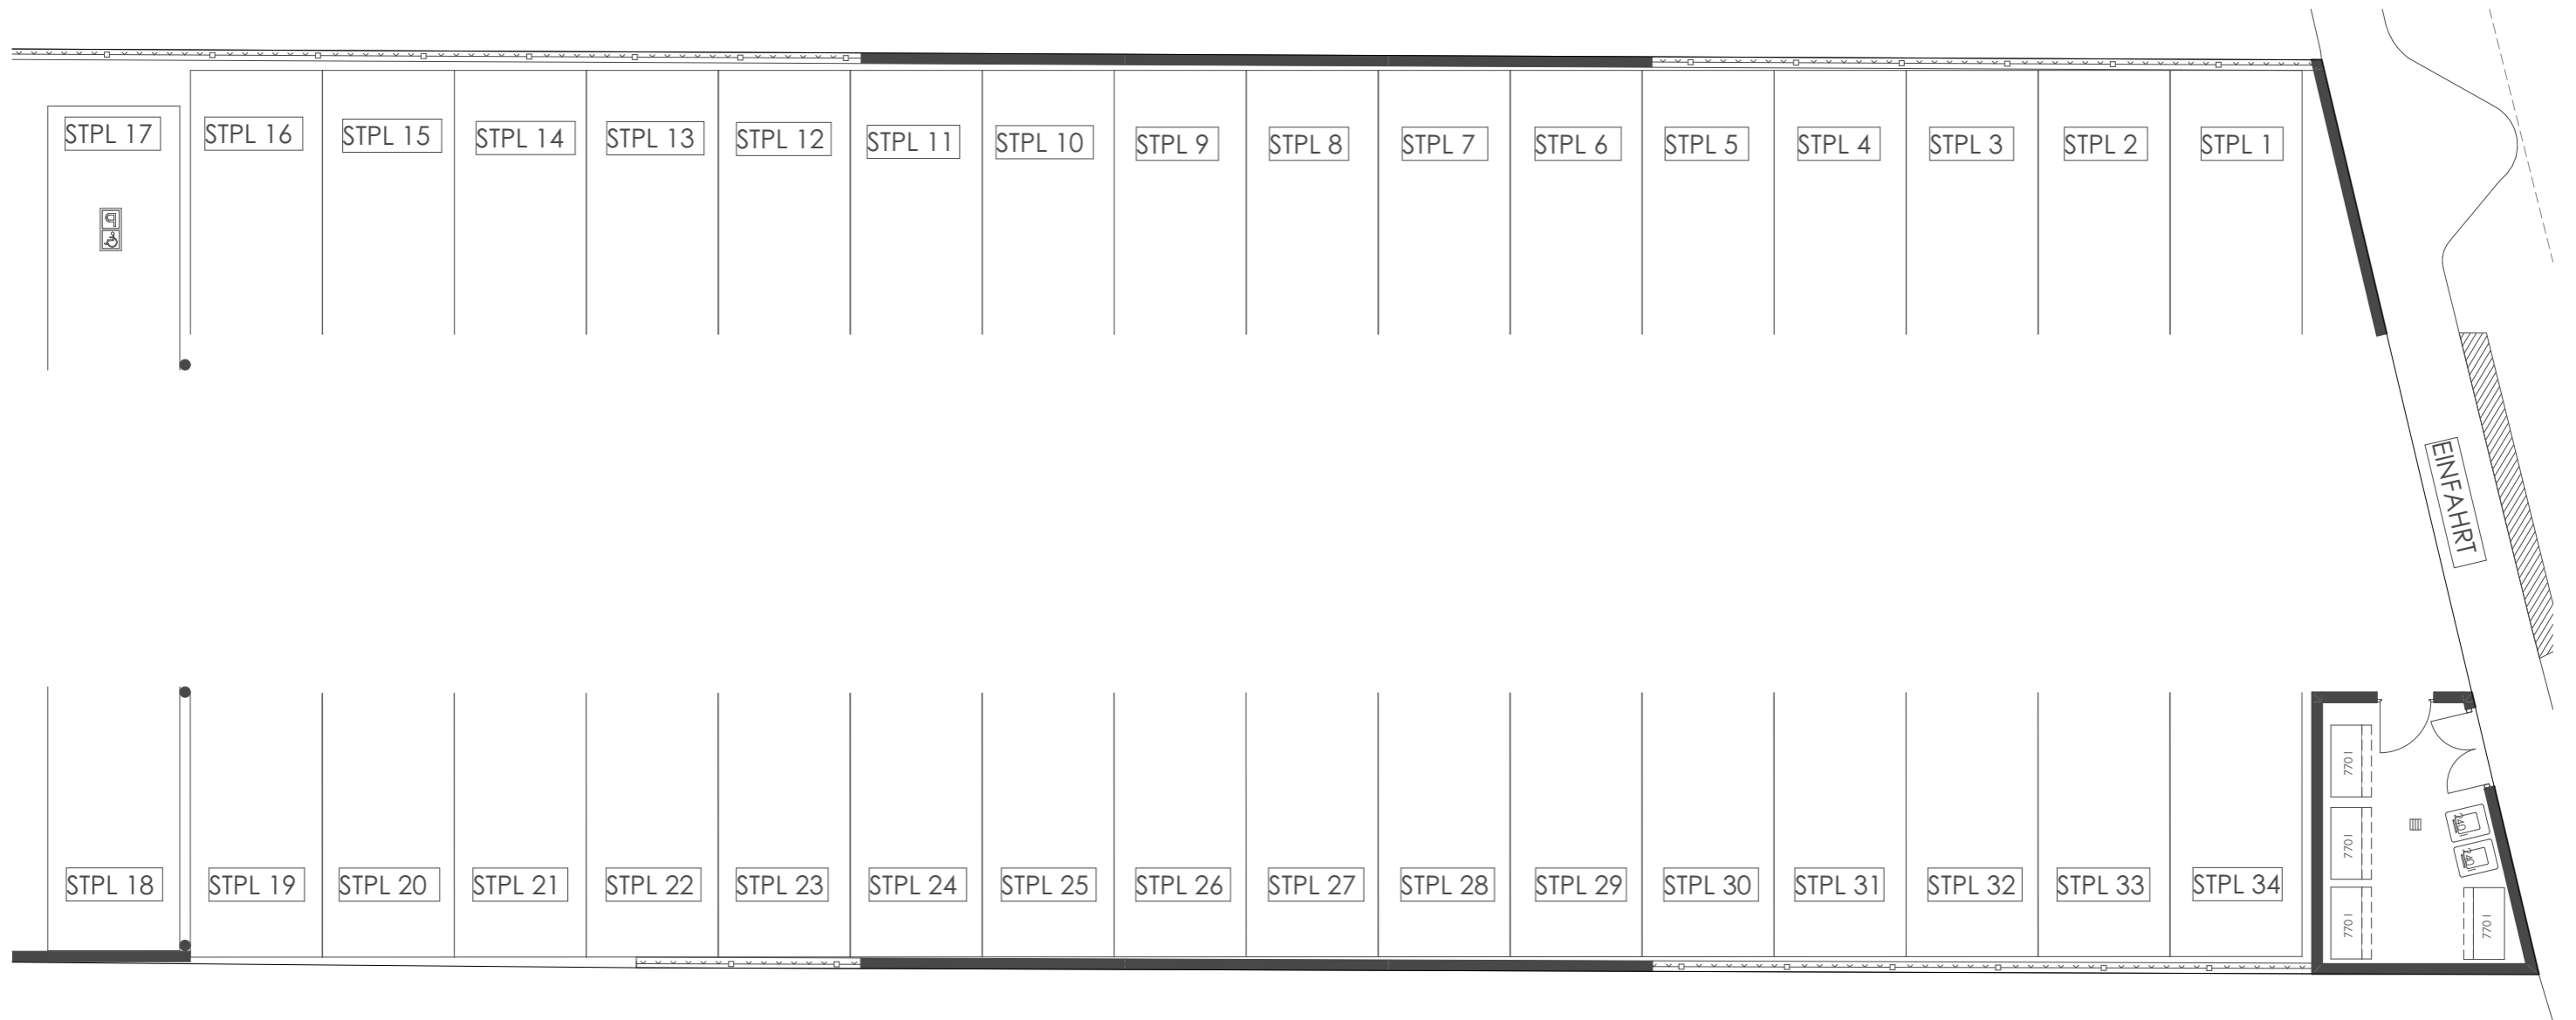 STPL 17
STPL 16
STPL 15
STPL 14
STPL 13
STPL 12
STPL 11
STPL 10
STPL 9
STPL 8
STPL 7
STPL 6
STPL 5
STPL 4
STPL 3
STPL 2
STPL 1
EINFAHRT
STPL 18
STPL 19
STPL 20
STPL 21
STPL 22
STPL 23
STPL 24
STPL 25
STPL 26
STPL 27
STPL 28
STPL 29
STPL 30
STPL 31
STPL 32
STPL 33
STPL 34
770 l
770 l
770 l
770 l
240 l
240 l